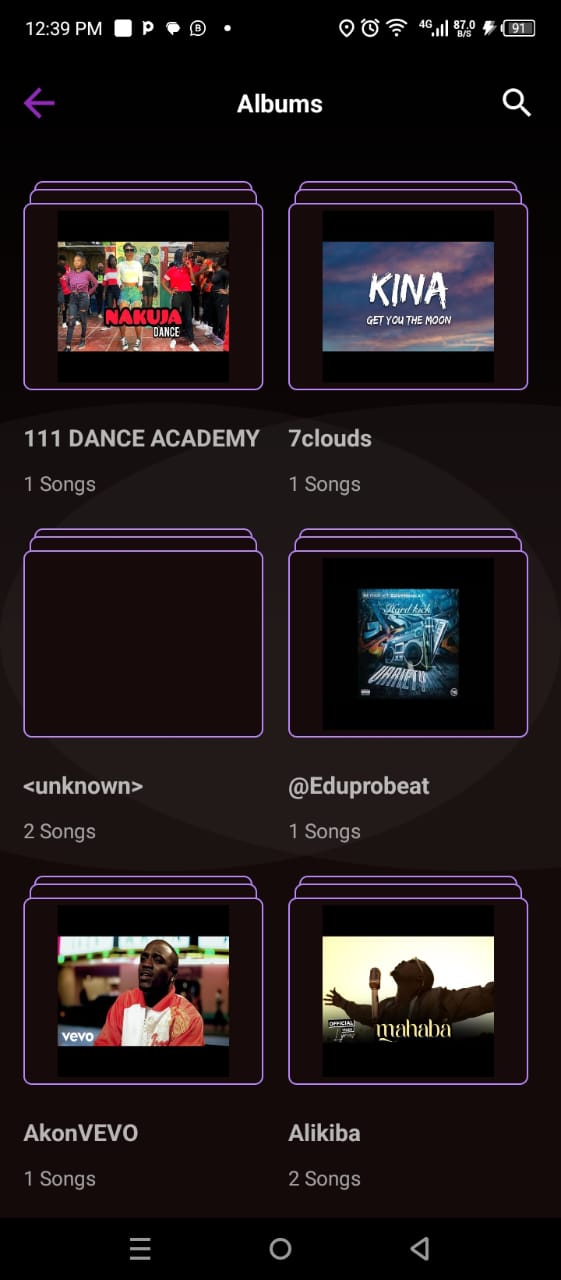 12:39 PM
4G 87.0 B/S 91
Albums
NAKUJA
DANCE
KINA
GET YOU THE MOON
111 DANCE ACADEMY
7clouds
1 Songs
1 Songs
Hard kick
VARIETY
<unknown>
@Eduprobeat
2 Songs
1 Songs
vevo
OFFICIAL
mahaba
AkonVEVO
Alikiba
1 Songs
2 Songs